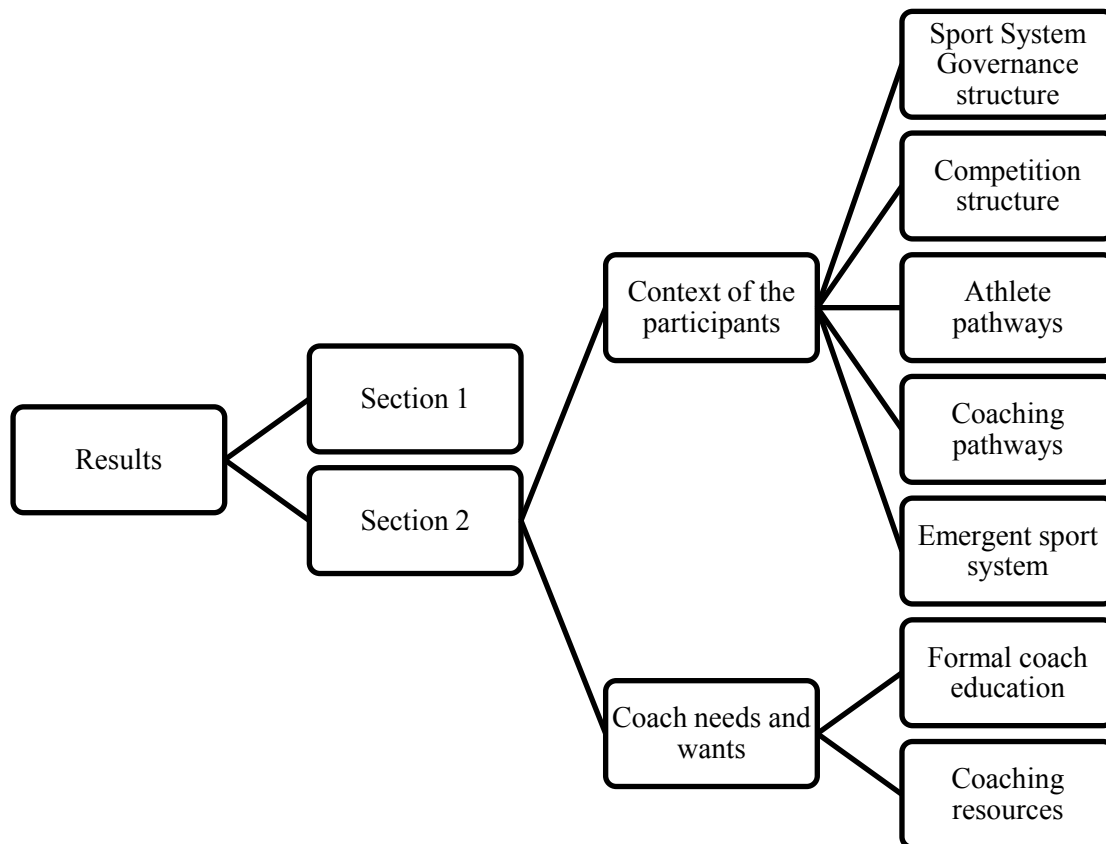 Results
Section 1
Section 2
Context of the
participants
Coach needs and
wants
Sport System
Governance
structure
Competition
structure
Athlete
pathways
Coaching
pathways
Emergent sport
system
Formal coach
education
Coaching
resources